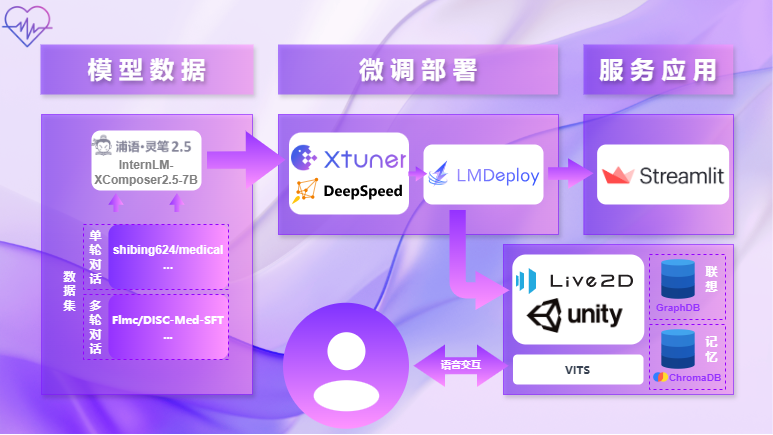 模型数据
微调部署
服务应用
浦语·灵笔2.5
InternLM-
XComposer2.5-7B
单轮对话
shibing624/medical
...
数据集
多轮对话
Flmc/DISC-Med-SFT
...
Xtuner
DeepSpeed
LMDeploy
Streamlit
Live2D
unity
VITS
语音交互
联想
GraphDB
记忆
ChromaDB